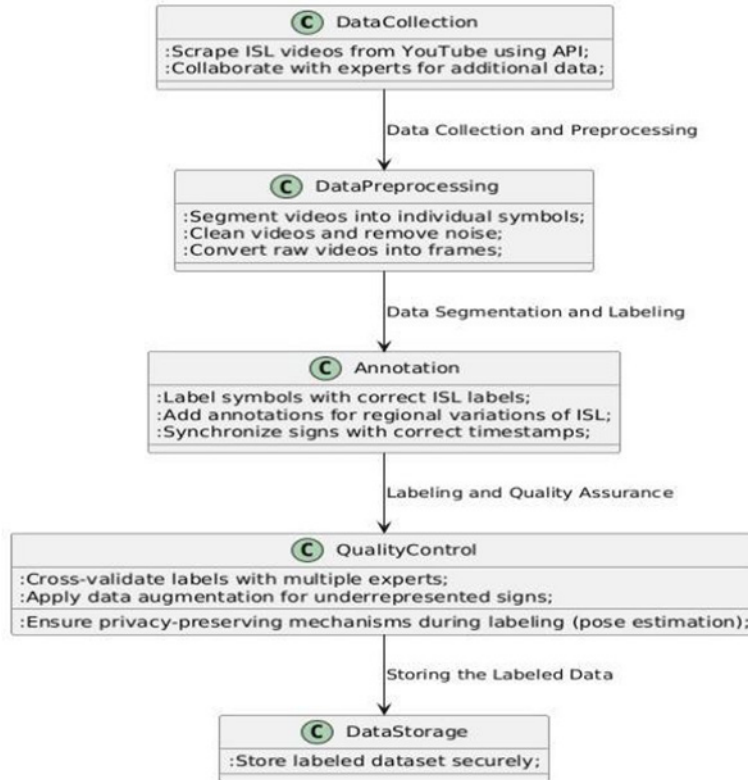 C DataCollection
:Scrape ISL videos from YouTube using API;
:Collaborate with experts for additional data;
Data Collection and Preprocessing
C DataPreprocessing
:Segment videos into individual symbols;
:Clean videos and remove noise;
:Convert raw videos into frames;
Data Segmentation and Labeling
C Annotation
:Label symbols with correct ISL labels;
:Add annotations for regional variations of ISL;
:Synchronize signs with correct timestamps;
Labeling and Quality Assurance
C QualityControl
:Cross-validate labels with multiple experts;
:Apply data augmentation for underrepresented signs;
:Ensure privacy-preserving mechanisms during labeling (pose estimation);
Storing the Labeled Data
C DataStorage
:Store labeled dataset securely;